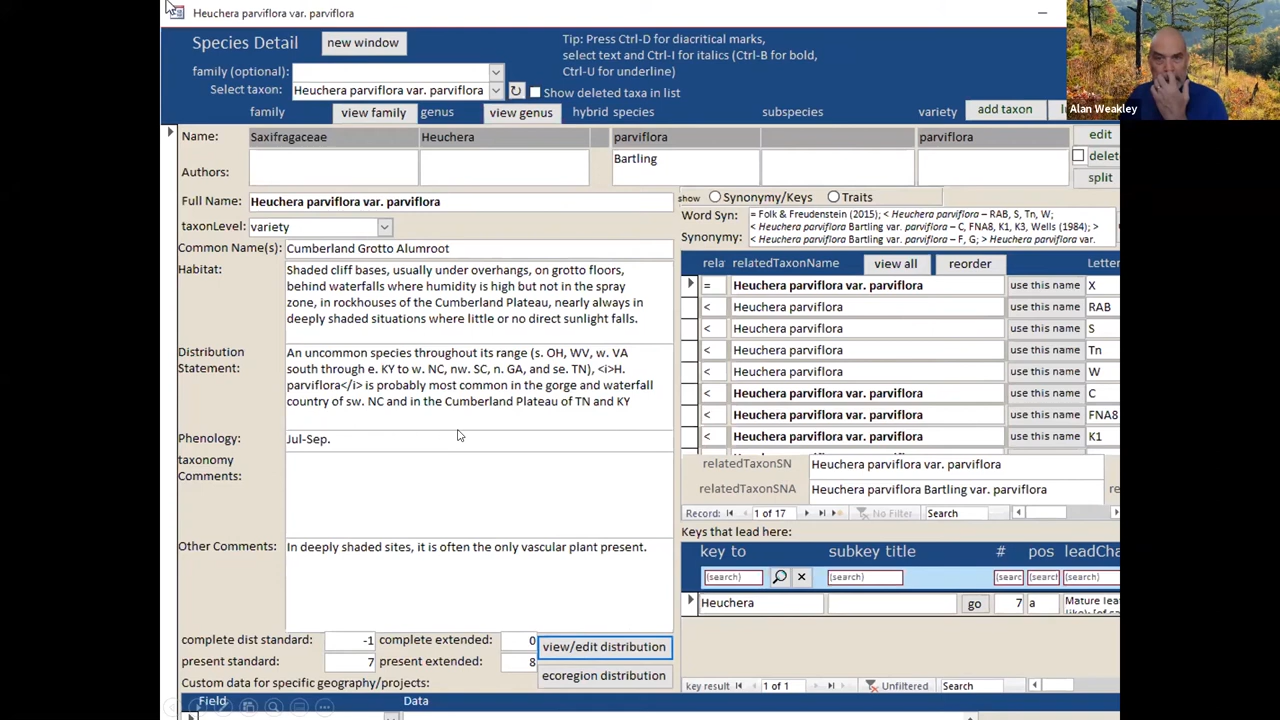 Heuchera parviflora var. parviflora
Species Detail
new window
Tip: Press Ctrl-D for diacritical marks,
select text and Ctrl-I for italics (Ctrl-B for bold,
Ctrl-U for underline)
family (optional):
Select taxon: Heuchera parviflora var. parviflora
Show deleted taxa in list
Alan Weakley
family view family genus view genus hybrid species subspecies variety add taxon
Name: Saxifragaceae Heuchera parviflora parviflora edit
Authors: Bartling delet
split
Full Name: Heuchera parviflora var. parviflora
show Synonymy/Keys Traits
taxonLevel: variety
Word Syn: = Folk & Freudenstein (2015); < Heuchera parviflora – RAB, S, Tn, W;
< Heuchera parviflora Bartling var. parviflora – C, FNA8, K1, K3, Wells (1984); >
Synonymy: < Heuchera parviflora Bartling var. parviflora – F, G; > Heuchera parviflora var.
Common Name(s): Cumberland Grotto Alumroot
Habitat: Shaded cliff bases, usually under overhangs, on grotto floors,
behind waterfalls where humidity is high but not in the spray
zone, in rockhouses of the Cumberland Plateau, nearly always in
deeply shaded situations where little or no direct sunlight falls.
Distribution Statement: An uncommon species throughout its range (s. OH, WV, w. VA
south through e. KY to w. NC, nw. SC, n. GA, and se. TN), <i>H.
parviflora</i> is probably most common in the gorge and waterfall
country of sw. NC and in the Cumberland Plateau of TN and KY
Phenology: Jul-Sep.
taxonomy
Comments:
Other Comments: In deeply shaded sites, it is often the only vascular plant present.
complete dist standard: -1 complete extended: 0 view/edit distribution
present standard: 7 present extended: 8 ecoregion distribution
Custom data for specific geography/projects:
Field Data
rela relatedTaxonName view all reorder Letter
= Heuchera parviflora var. parviflora use this name X
< Heuchera parviflora use this name RAB
< Heuchera parviflora use this name S
< Heuchera parviflora use this name Tn
< Heuchera parviflora use this name W
< Heuchera parviflora var. parviflora use this name C
< Heuchera parviflora var. parviflora use this name FNA8
< Heuchera parviflora var. parviflora use this name K1
relatedTaxonSN Heuchera parviflora var. parviflora
relatedTaxonSNA Heuchera parviflora Bartling var. parviflora
Record: 1 of 17 No Filter Search
Keys that lead here:
key to subkey title # pos leadCha
(search) (search) (searc (search (search)
Heuchera go 7 a Mature lea
key result 1 of 1 Unfiltered Search